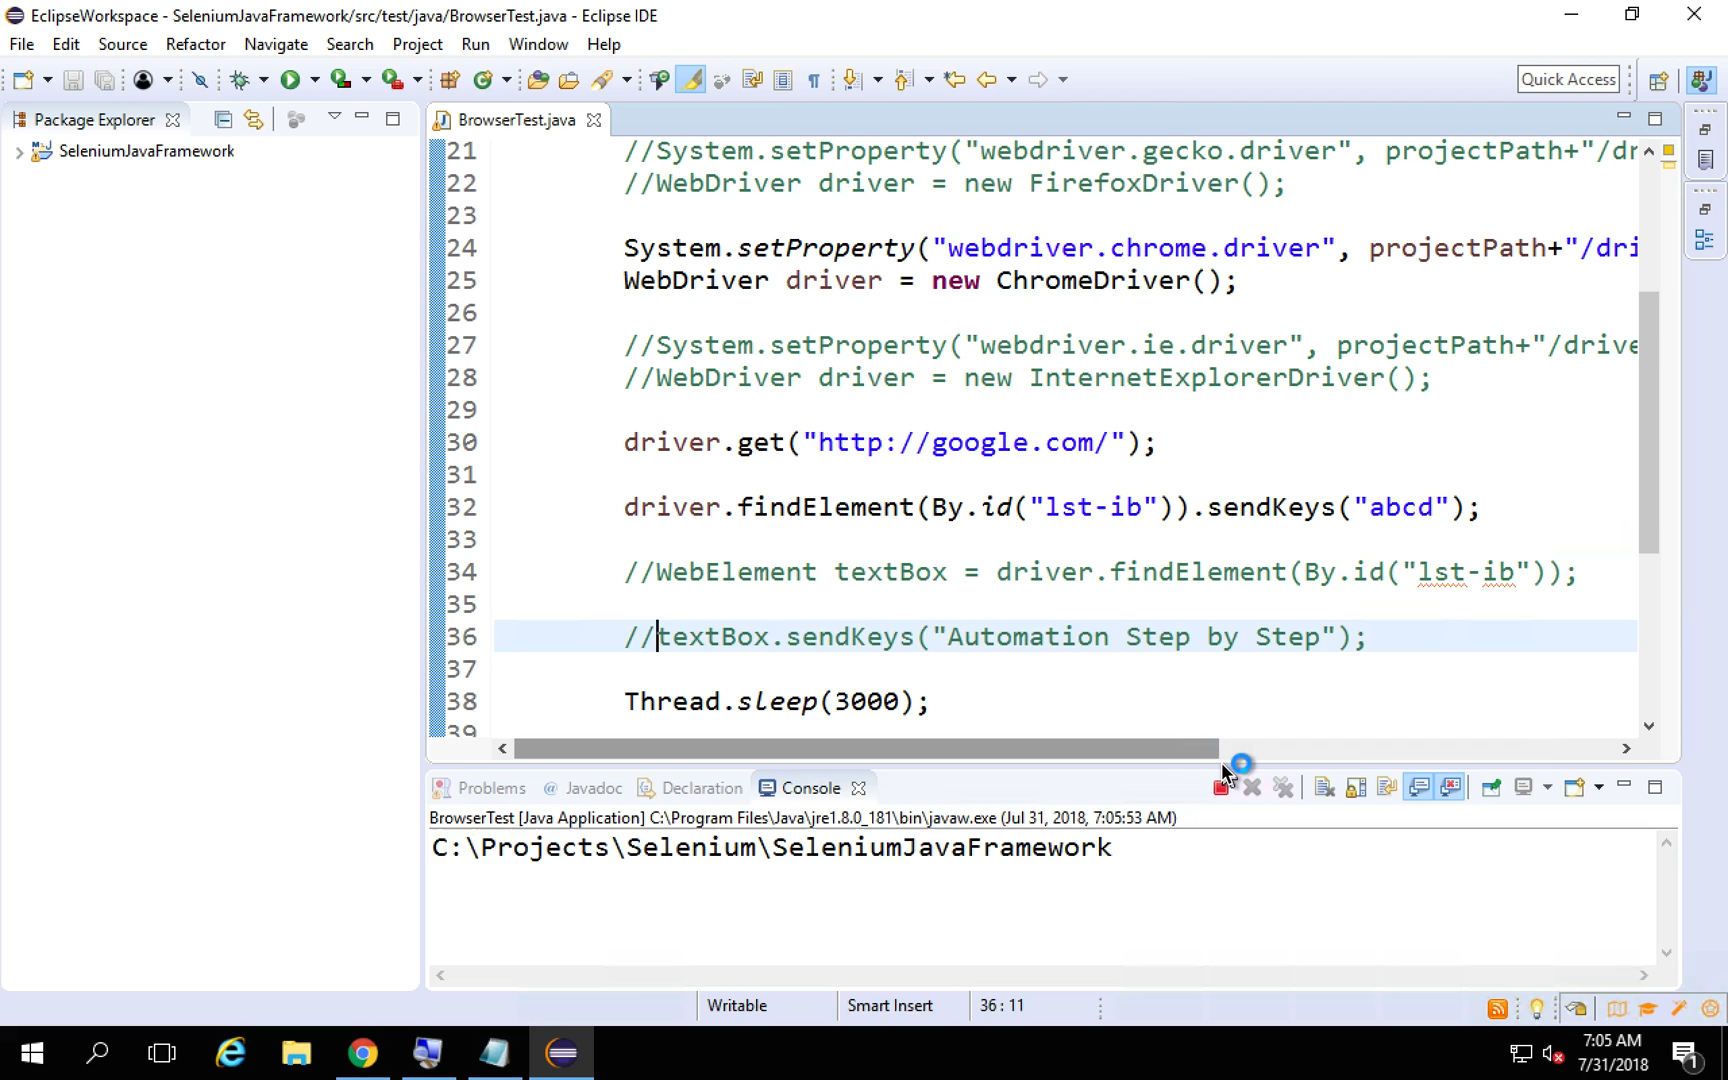 EclipseWorkspace - SeleniumJavaFramework/src/test/java/BrowserTest.java - Eclipse IDE
File Edit Source Refactor Navigate Search Project Run Window Help
Quick Access
Package Explorer
SeleniumJavaFramework
BrowserTest.java
21 //System.setProperty("webdriver.gecko.driver", projectPath+"/dr
22 //WebDriver driver = new FirefoxDriver();
23
24 System.setProperty("webdriver.chrome.driver", projectPath+"/dri
25 WebDriver driver = new ChromeDriver();
26
27 //System.setProperty("webdriver.ie.driver", projectPath+"/drive
28 //WebDriver driver = new InternetExplorerDriver();
29
30 driver.get("http://google.com/");
31
32 driver.findElement(By.id("lst-ib")).sendKeys("abcd");
33
34 //WebElement textBox = driver.findElement(By.id("lst-ib"));
35
36 //textBox.sendKeys("Automation Step by Step");
37
38 Thread.sleep(3000);
39
Problems @ Javadoc Declaration Console
BrowserTest [Java Application] C:\Program Files\Java\jre1.8.0_181\bin\javaw.exe (Jul 31, 2018, 7:05:53 AM)
C:\Projects\Selenium\SeleniumJavaFramework
Writable Smart Insert 36 : 11
7:05 AM
7/31/2018
1